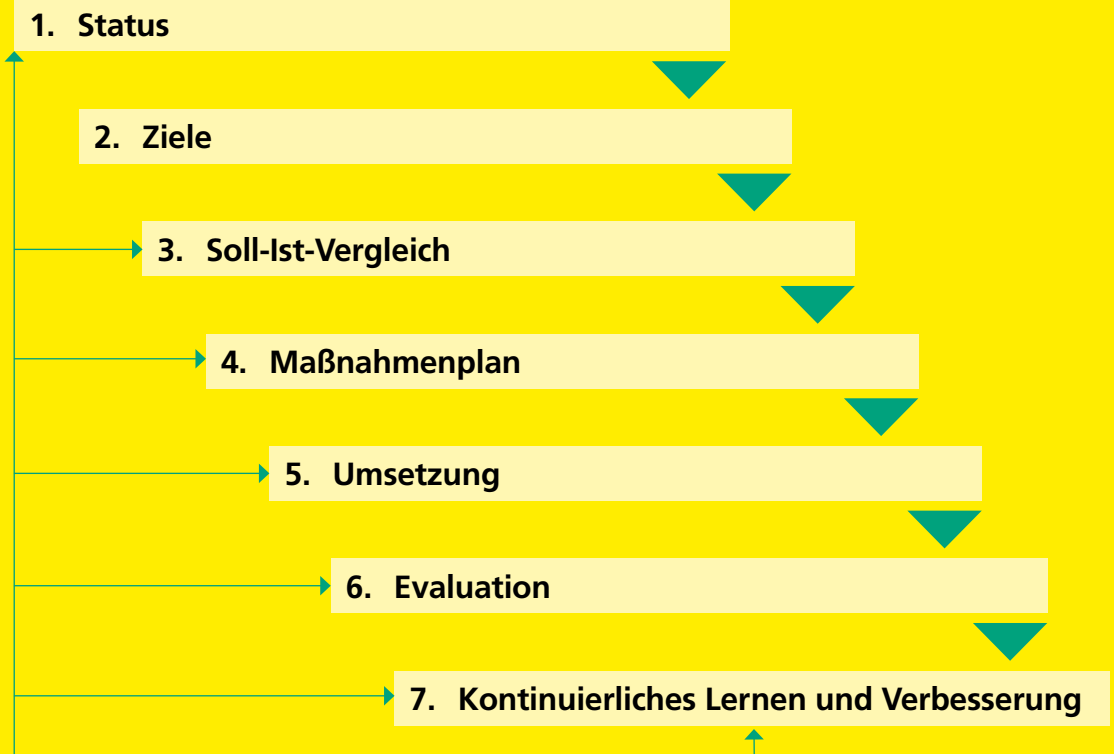 1. Status
2. Ziele
3. Soll-Ist-Vergleich
4. Maßnahmenplan
5. Umsetzung
6. Evaluation
7. Kontinuierliches Lernen und Verbesserung